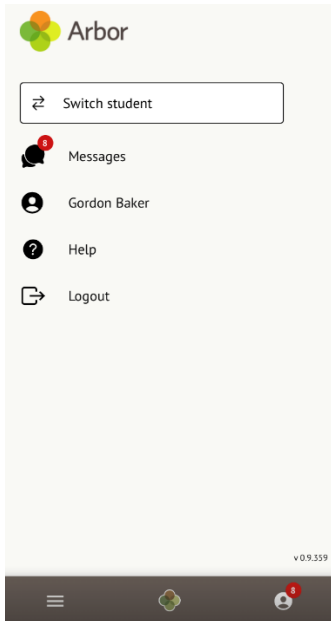 Arbor
Switch student
8
Messages
Gordon Baker
? Help
Logout
v 0.9.359
8